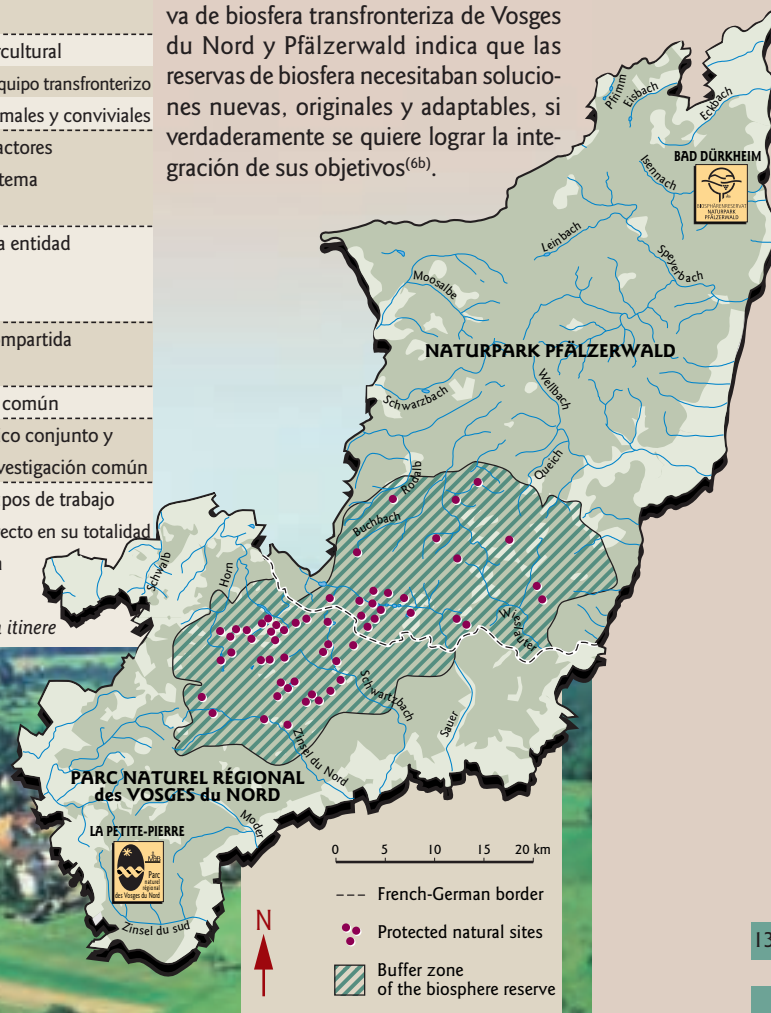 cultural
quipo transfronterizo
males y conviviales
actores
tema
a entidad
mpartida
común
co conjunto y
vestigación común
pos de trabajo
recto en su totalidad
n itinere
va de biosfera transfronteriza de Vosges
du Nord y Pfälzerwald indica que las
reservas de biosfera necesitaban solucio-
nes nuevas, originales y adaptables, si
verdaderamente se quiere lograr la inte-
gración de sus objetivos(6b).
Pfrimm
Eisbach
Eckbach
BAD DÜRKHEIM
BIOSPHÄRENRESERVAT
NATURPARK
PFÄLZERWALD
Isennach
Leinbach
Speyerbach
Moosalbe
NATURPARK PFÄLZERWALD
Schwarzbach
Wellbach
Queich
Rodalb
Buchbach
Schwalb
Horn
Wieslauter
Schwartzbach
Sauer
Zinsel du Nord
PARC NATUREL RÉGIONAL
des VOSGES du NORD
Moder
LA PETITE-PIERRE
MAB
Parc
naturel
régional
des Vosges du Nord
Zinsel du sud
0 5 10 15 20 km
French-German border
N
Protected natural sites
Buffer zone
of the biosphere reserve
13